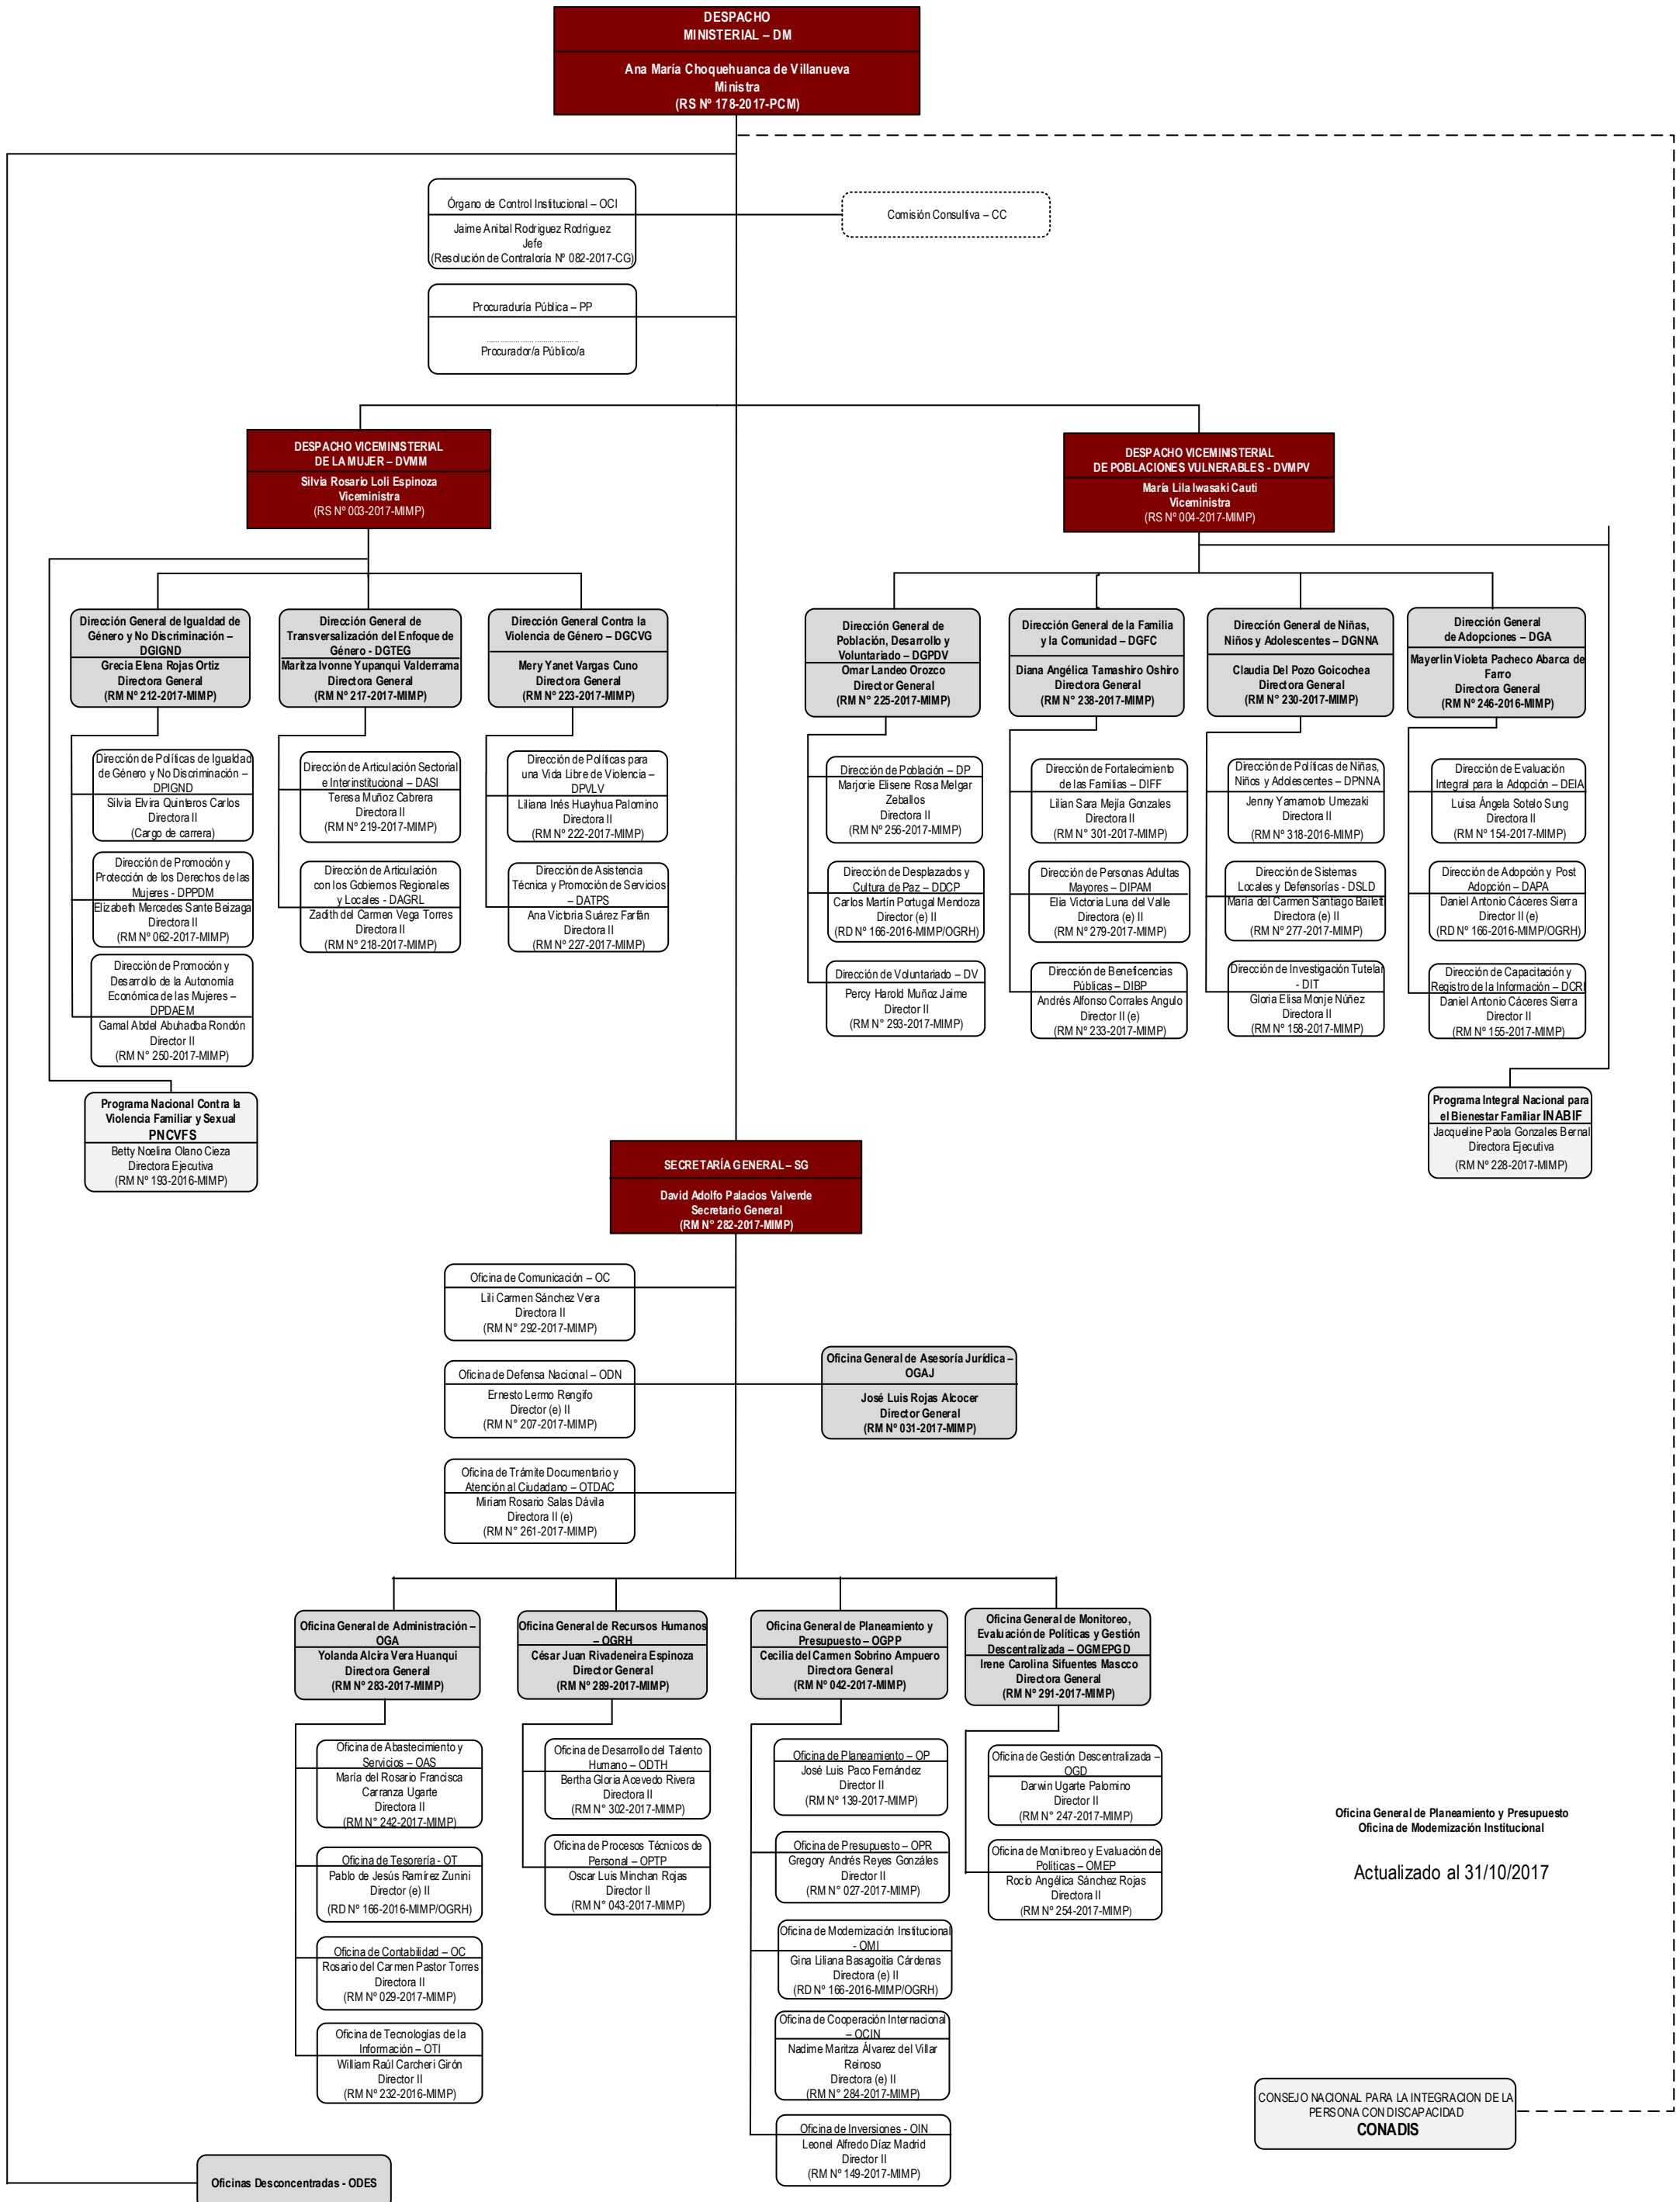 DESPACHO
MINISTERIAL – DM
Ana María Choquehuanca de Villanueva
Ministra
(RS Nº 178-2017-PCM)
Órgano de Control Institucional – OCI
Jaime Anibal Rodriguez Rodriguez
Jefe
(Resolución de Contraloría Nº 082-2017-CG)
Comisión Consultiva – CC
Procuraduría Pública – PP
Procurador/a Público/a
DESPACHO VICEMINISTERIAL
DE LA MUJER – DVMM
Silvia Rosario Loli Espinoza
Viceministra
(RS Nº 003-2017-MIMP)
DESPACHO VICEMINISTERIAL
DE POBLACIONES VULNERABLES - DVMPV
María Lila Iwasaki Cauti
Viceministra
(RS Nº 004-2017-MIMP)
Dirección General de Igualdad de
Género y No Discriminación –
DGIGND
Grecia Elena Rojas Ortiz
Directora General
(RM Nº 212-2017-MIMP)
Dirección General de
Transversalización del Enfoque de
Género - DGTEG
Maritza Ivonne Yupanqui Valderrama
Directora General
(RM Nº 217-2017-MIMP)
Dirección General Contra la
Violencia de Género – DGCVG
Mery Yanet Vargas Cuno
Directora General
(RM Nº 223-2017-MIMP)
Dirección General de
Población, Desarrollo y
Voluntariado – DGPDV
Omar Landeo Orozco
Director General
(RM Nº 225-2017-MIMP)
Dirección General de la Familia
y la Comunidad – DGFC
Diana Angélica Tamashiro Oshiro
Directora General
(RM Nº 238-2017-MIMP)
Dirección General de Niñas,
Niños y Adolescentes – DGNNA
Claudia Del Pozo Goicochea
Directora General
(RM Nº 230-2017-MIMP)
Dirección General
de Adopciones – DGA
Mayerlin Violeta Pacheco Abarca de
Farro
Directora General
(RM Nº 246-2016-MIMP)
Dirección de Políticas de Igualdad
de Género y No Discriminación –
DPIGND
Silvia Elvira Quinteros Carlos
Directora II
(Cargo de carrera)
Dirección de Promoción y
Protección de los Derechos de las
Mujeres - DPPDM
Elizabeth Mercedes Sante Beizaga
Directora II
(RM Nº 062-2017-MIMP)
Dirección de Promoción y
Desarrollo de la Autonomía
Económica de las Mujeres –
DPDAEM
Gamal Abdel Abuhadba Rondón
Director II
(RM N° 250-2017-MIMP)
Dirección de Articulación Sectorial
e Interinstitucional – DASI
Teresa Muñoz Cabrera
Directora II
(RM Nº 219-2017-MIMP)
Dirección de Articulación
con los Gobiernos Regionales
y Locales - DAGRL
Zadith del Carmen Vega Torres
Directora II
(RM Nº 218-2017-MIMP)
Dirección de Políticas para
una Vida Libre de Violencia –
DPVLV
Liliana Inés Huayhua Palomino
Directora II
(RM Nº 222-2017-MIMP)
Dirección de Asistencia
Técnica y Promoción de Servicios
– DATPS
Ana Victoria Suárez Farfán
Directora II
(RM Nº 227-2017-MIMP)
Dirección de Población – DP
Marjorie Elisene Rosa Melgar
Zeballos
Directora II
(RM Nº 256-2017-MIMP)
Dirección de Desplazados y
Cultura de Paz – DDCP
Carlos Martín Portugal Mendoza
Director (e) II
(RD Nº 166-2016-MIMP/OGRH)
Dirección de Voluntariado – DV
Percy Harold Muñoz Jaime
Director II
(RM Nº 293-2017-MIMP)
Dirección de Fortalecimiento
de las Familias – DIFF
Lilian Sara Mejía Gonzales
Directora II
(RM N° 301-2017-MIMP)
Dirección de Personas Adultas
Mayores – DIPAM
Elia Victoria Luna del Valle
Directora (e) II
(RM N° 279-2017-MIMP)
Dirección de Beneficencias
Públicas – DIBP
Andrés Alfonso Corrales Angulo
Director II (e)
(RM N° 233-2017-MIMP)
Dirección de Políticas de Niñas,
Niños y Adolescentes – DPNNA
Jenny Yamamoto Umezaki
Directora II
(RM Nº 318-2016-MIMP)
Dirección de Sistemas
Locales y Defensorías - DSLD
María del Carmen Santiago Bailetti
Directora (e) II
(RM N° 277-2017-MIMP)
Dirección de Investigación Tutelar
- DIT
Gloria Elisa Monje Núñez
Directora II
(RM Nº 158-2017-MIMP)
Dirección de Evaluación
Integral para la Adopción – DEIA
Luisa Ángela Sotelo Sung
Directora II
(RM Nº 154-2017-MIMP)
Dirección de Adopción y Post
Adopción – DAPA
Daniel Antonio Cáceres Sierra
Director II (e)
(RD Nº 166-2016-MIMP/OGRH)
Dirección de Capacitación y
Registro de la Información – DCRI
Daniel Antonio Cáceres Sierra
Director II
(RM Nº 155-2017-MIMP)
Programa Nacional Contra la
Violencia Familiar y Sexual
PNCVFS
Betty Noelina Olano Cieza
Directora Ejecutiva
(RM Nº 193-2016-MIMP)
Programa Integral Nacional para
el Bienestar Familiar INABIF
Jacqueline Paola Gonzales Bernal
Directora Ejecutiva
(RM N° 228-2017-MIMP)
SECRETARÍA GENERAL – SG
David Adolfo Palacios Valverde
Secretario General
(RM N° 282-2017-MIMP)
Oficina de Comunicación – OC
Lili Carmen Sánchez Vera
Directora II
(RM N° 292-2017-MIMP)
Oficina de Defensa Nacional – ODN
Ernesto Lermo Rengifo
Director (e) II
(RM Nº 207-2017-MIMP)
Oficina General de Asesoría Jurídica –
OGAJ
José Luis Rojas Alcocer
Director General
(RM Nº 031-2017-MIMP)
Oficina de Trámite Documentario y
Atención al Ciudadano – OTDAC
Miriam Rosario Salas Dávila
Directora II (e)
(RM N° 261-2017-MIMP)
Oficina General de Administración –
OGA
Yolanda Alcira Vera Huanqui
Directora General
(RM Nº 283-2017-MIMP)
Oficina General de Recursos Humanos
– OGRH
César Juan Rivadeneira Espinoza
Director General
(RM Nº 289-2017-MIMP)
Oficina General de Planeamiento y
Presupuesto – OGPP
Cecilia del Carmen Sobrino Ampuero
Directora General
(RM Nº 042-2017-MIMP)
Oficina General de Monitoreo,
Evaluación de Políticas y Gestión
Descentralizada – OGMEPGD
Irene Carolina Sifuentes Mascco
Directora General
(RM Nº 291-2017-MIMP)
Oficina de Abastecimiento y
Servicios – OAS
María del Rosario Francisca
Carranza Ugarte
Directora II
(RM N° 242-2017-MIMP)
Oficina de Tesorería - OT
Pablo de Jesús Ramírez Zunini
Director (e) II
(RD Nº 166-2016-MIMP/OGRH)
Oficina de Contabilidad – OC
Rosario del Carmen Pastor Torres
Directora II
(RM Nº 029-2017-MIMP)
Oficina de Tecnologías de la
Información – OTI
William Raúl Carcheri Girón
Director II
(RM N° 232-2016-MIMP)
Oficina de Desarrollo del Talento
Humano – ODTH
Bertha Gloria Acevedo Rivera
Directora II
(RM N° 302-2017-MIMP)
Oficina de Procesos Técnicos de
Personal – OPTP
Oscar Luis Minchan Rojas
Director II
(RM Nº 043-2017-MIMP)
Oficina de Planeamiento – OP
José Luis Paco Fernández
Director II
(RM N° 139-2017-MIMP)
Oficina de Presupuesto – OPR
Gregory Andrés Reyes Gonzáles
Director II
(RM Nº 027-2017-MIMP)
Oficina de Modernización Institucional
- OMI
Gina Liliana Basagoitia Cárdenas
Directora (e) II
(RD Nº 166-2016-MIMP/OGRH)
Oficina de Cooperación Internacional
– OCIN
Nadime Maritza Álvarez del Villar
Reinoso
Directora (e) II
(RM N° 284-2017-MIMP)
Oficina de Inversiones - OIN
Leonel Alfredo Díaz Madrid
Director II
(RM Nº 149-2017-MIMP)
Oficina de Gestión Descentralizada –
OGD
Darwin Ugarte Palomino
Director II
(RM N° 247-2017-MIMP)
Oficina de Monitoreo y Evaluación de
Políticas – OMEP
Rocío Angélica Sánchez Rojas
Directora II
(RM N° 254-2017-MIMP)
Oficina General de Planeamiento y Presupuesto
Oficina de Modernización Institucional
Actualizado al 31/10/2017
CONSEJO NACIONAL PARA LA INTEGRACION DE LA
PERSONA CON DISCAPACIDAD
CONADIS
Oficinas Desconcentradas - ODES